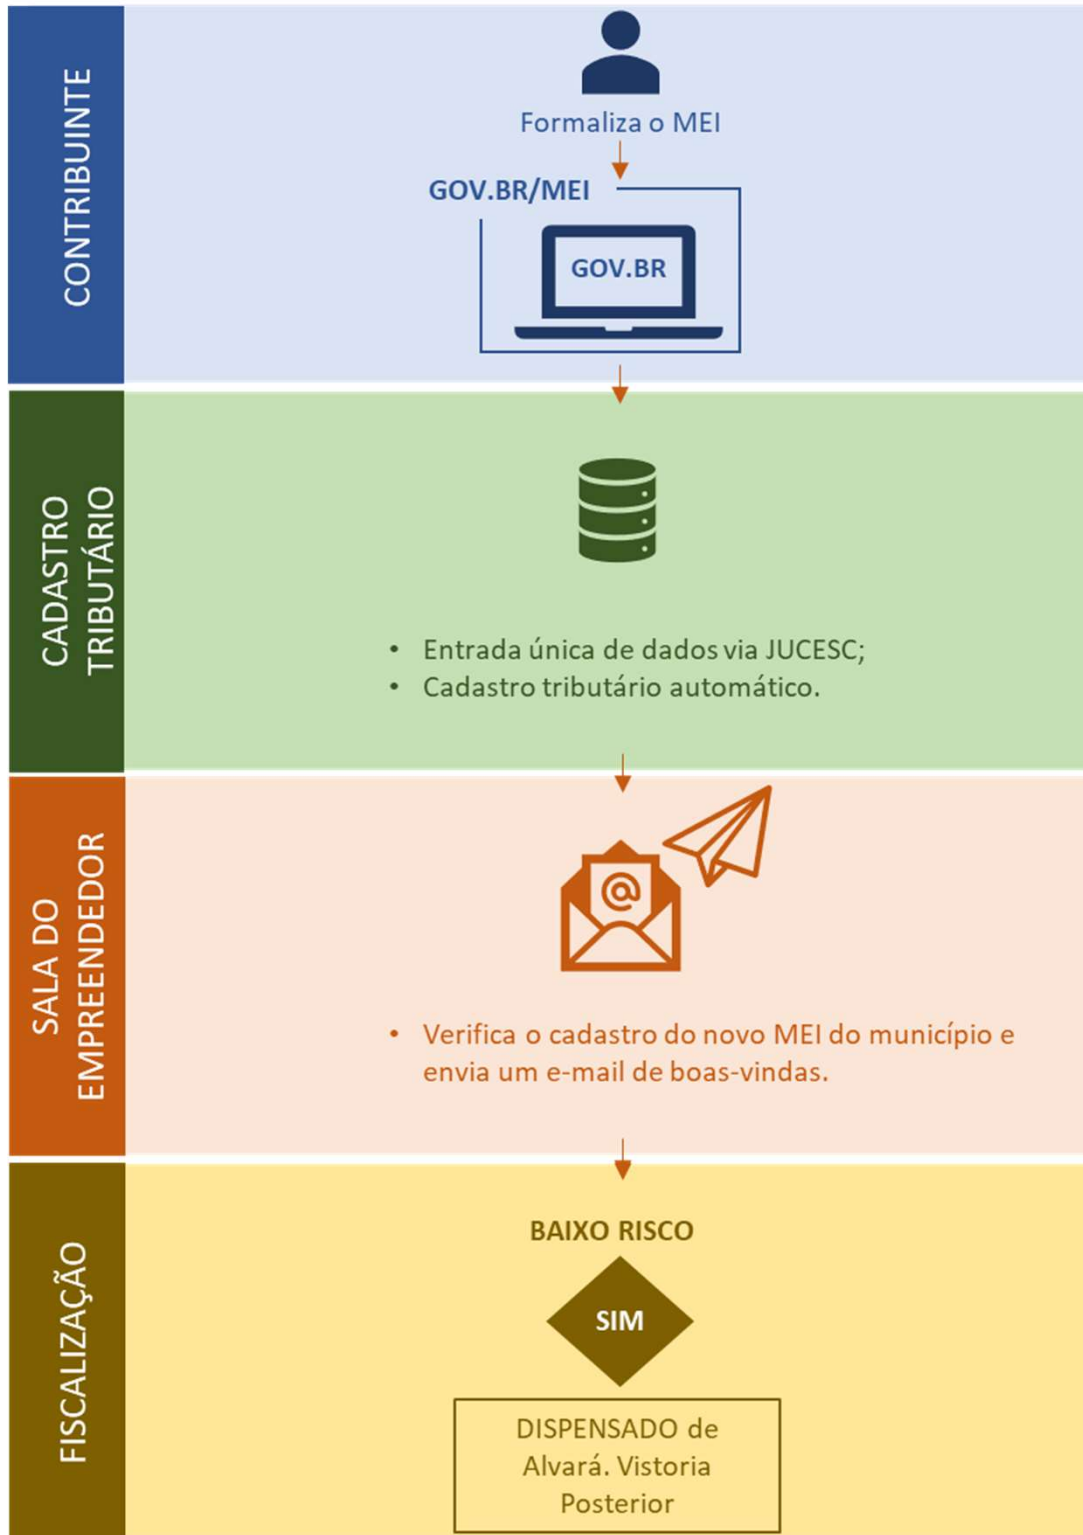 CONTRIBUINTE
Formaliza o MEI
GOV.BR/MEI
GOV.BR
CADASTRO
TRIBUTÁRIO
• Entrada única de dados via JUCESC;
• Cadastro tributário automático.
SALA DO
EMPREENDEDOR
@
• Verifica o cadastro do novo MEI do município e
envia um e-mail de boas-vindas.
FISCALIZAÇÃO
BAIXO RISCO
SIM
DISPENSADO de
Alvará. Vistoria
Posterior